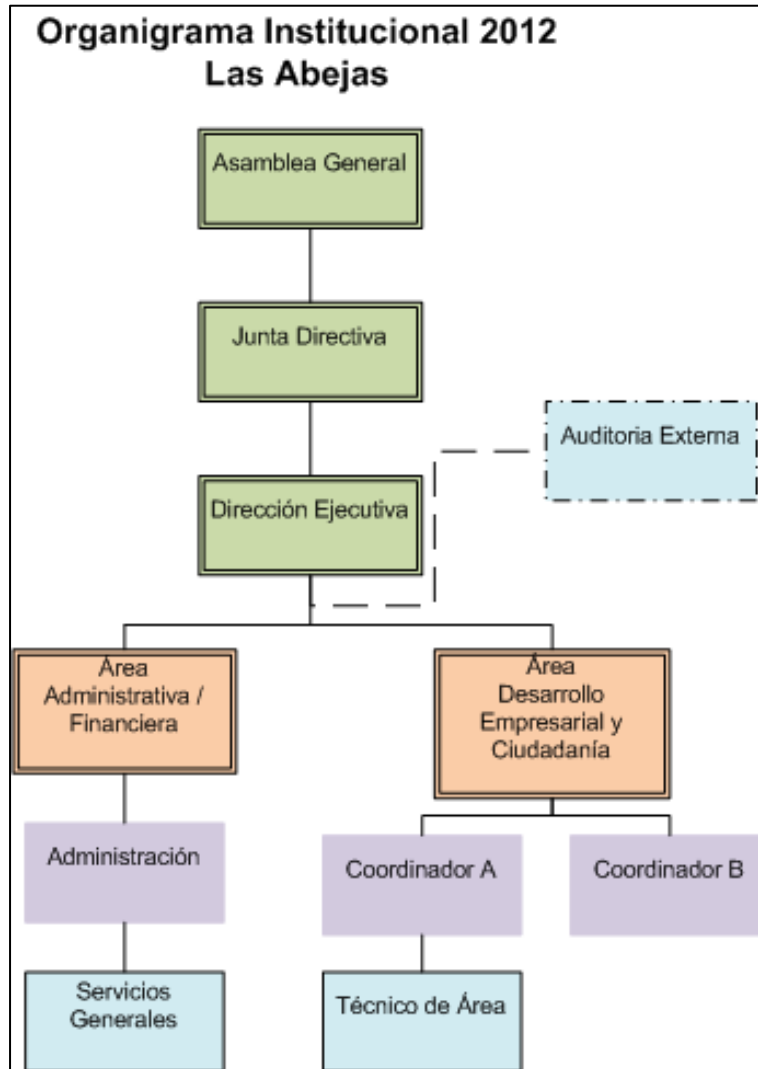 Organigrama Institucional 2012
Las Abejas
Asamblea General
Junta Directiva
Auditoria Externa
Dirección Ejecutiva
Área
Administrativa /
Financiera
Área
Desarrollo
Empresarial y
Ciudadanía
Administración
Coordinador A
Coordinador B
Servicios
Generales
Técnico de Área